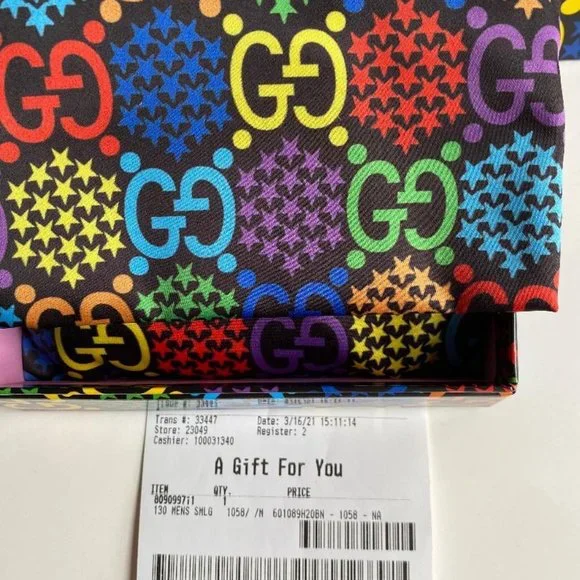 Trans #: 33447 Date: 3/16/21 15:11:14
Store: 23049 Register: 2
Cashier: 100031340
A Gift For You
ITEM QTY. PRICE
8090997i1 1
130 MENS SMLG 1058/ /N 601089H20BN - 1058 - NA